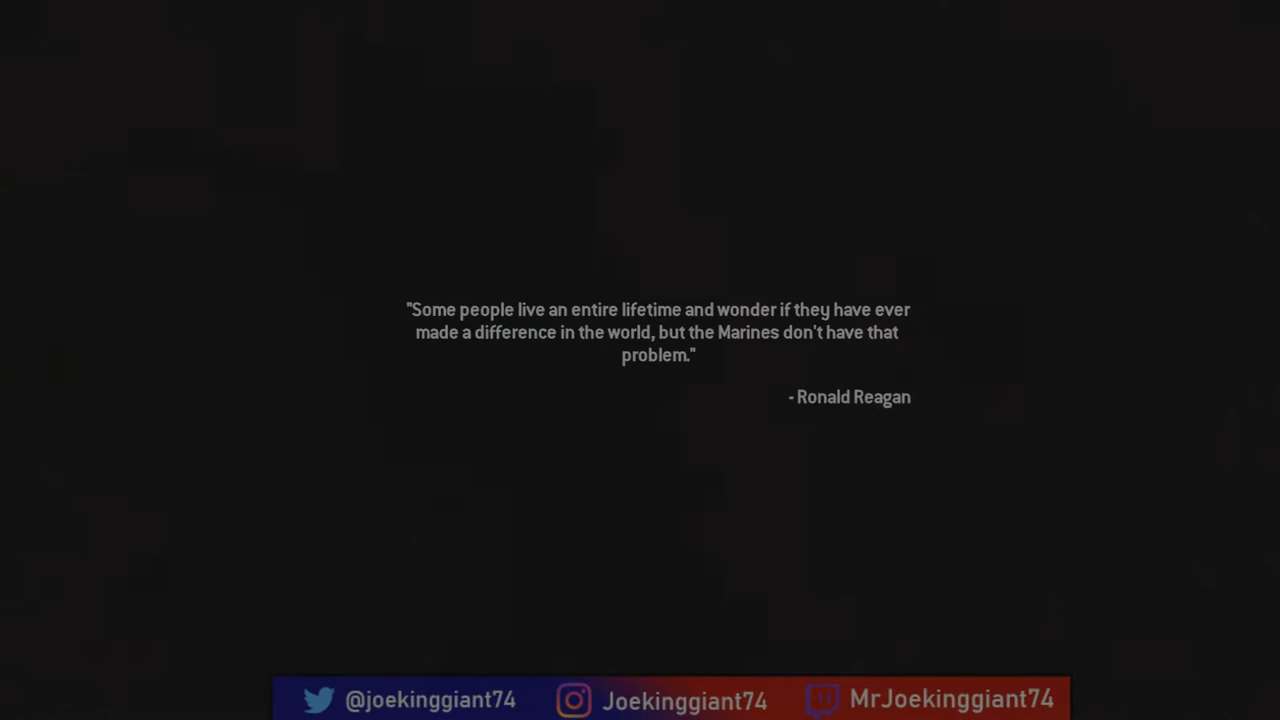 "Some people live an entire lifetime and wonder if they have ever
made a difference in the world, but the Marines don't have that
problem."
- Ronald Reagan
@joekinggiant74 Joekinggiant74 MrJoekinggiant74